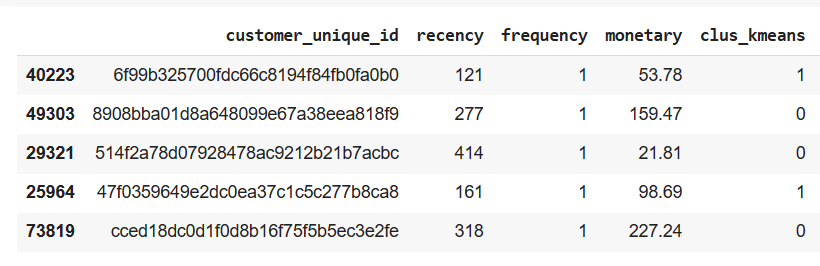 customer_unique_id recency frequency monetary clus_kmeans
40223 6f99b325700fdc66c8194f84fb0fa0b0 121 1 53.78 1
49303 8908bba01d8a648099e67a38eea818f9 277 1 159.47 0
29321 514f2a78d07928478ac9212b21b7acbc 414 1 21.81 0
25964 47f0359649e2dc0ea37c1c5c277b8ca8 161 1 98.69 1
73819 cced18dc0d1f0d8b16f75f5b5ec3e2fe 318 1 227.24 0